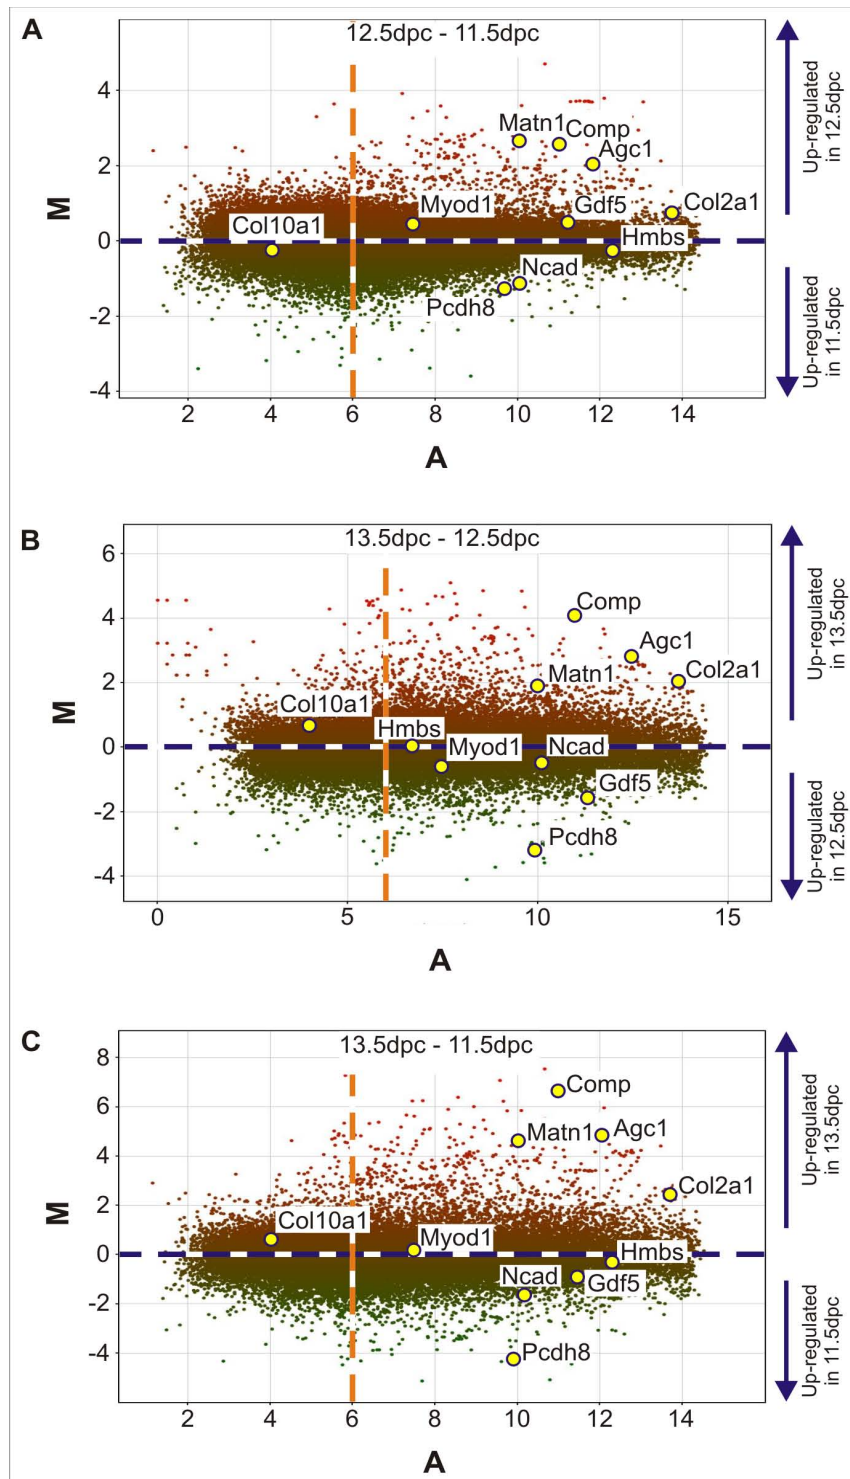 A
12.5dpc - 11.5dpc
4
2
0
-2
-4
M
Matn1
Comp
Agc1
Myod1
Gdf5
Col2a1
Col10a1
Hmbs
Ncad
Pcdh8
2 4 6 8 10 12 14
A
Up-regulated
in 12.5dpc
Up-regulated
in 11.5dpc
B
13.5dpc - 12.5dpc
6
4
2
0
-2
-4
M
Comp
Agc1
Matn1
Col2a1
Col10a1
Hmbs
Myod1
Ncad
Gdf5
Pcdh8
0 5 10 15
A
Up-regulated
in 13.5dpc
Up-regulated
in 12.5dpc
C
13.5dpc - 11.5dpc
8
6
4
2
0
-2
-4
M
Comp
Matn1
Agc1
Col2a1
Col10a1
Myod1
Hmbs
Ncad
Gdf5
Pcdh8
2 4 6 8 10 12 14
A
Up-regulated
in 13.5dpc
Up-regulated
in 11.5dpc